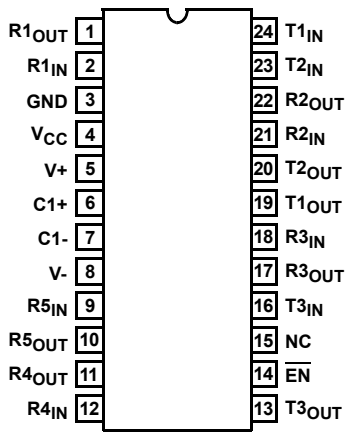 R1OUT 1 24 T1IN
R1IN 2 23 T2IN
GND 3 22 R2OUT
VCC 4 21 R2IN
V+ 5 20 T2OUT
C1+ 6 19 T1OUT
C1- 7 18 R3IN
V- 8 17 R3OUT
R5IN 9 16 T3IN
R5OUT 10 15 NC
R4OUT 11 14 E̅N̅
R4IN 12 13 T3OUT